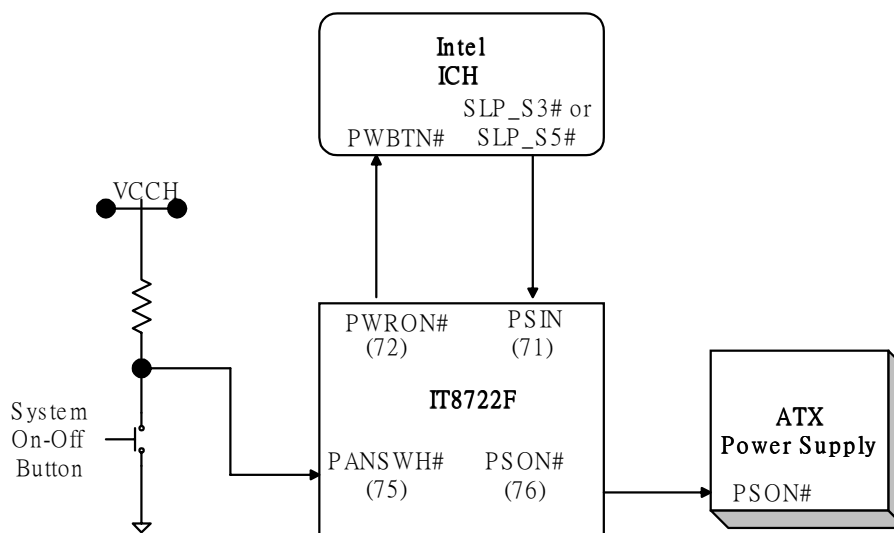 Intel
ICH
SLP_S3# or
PWBTN# SLP_S5#
VCCH
PWRON# PSIN
(72) (71)
IT8722F
System
On-Off
Button
PANSWH# PSON#
(75) (76)
ATX
Power Supply
PSON#